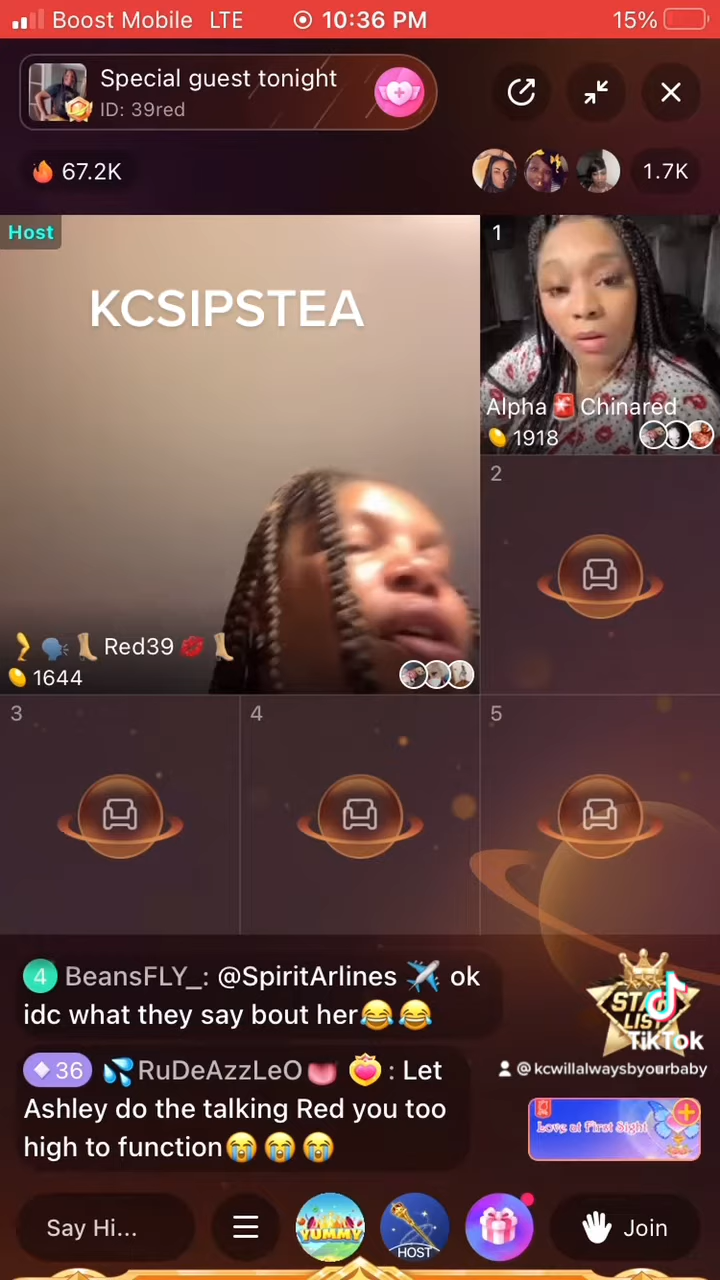 Boost Mobile LTE 10:36 PM 15%
Special guest tonight
ID: 39red
67.2K 1.7K
Host
KCSIPSTEA
1
Alpha🚨Chinared
1918
2
🗣️👢Red39💋👢
1644
3 4 5
4 BeansFLY_: @SpiritArlines ✈️ ok
idc what they say bout her😂😂
36 💦RuDeAzzLeO👅 : Let
Ashley do the talking Red you too
high to function😭😭😭
STAR
LIST
TikTok
@kcwillalwaysbyourbaby
Love at First Sight
Say Hi...
YUMMY
HOST
Join